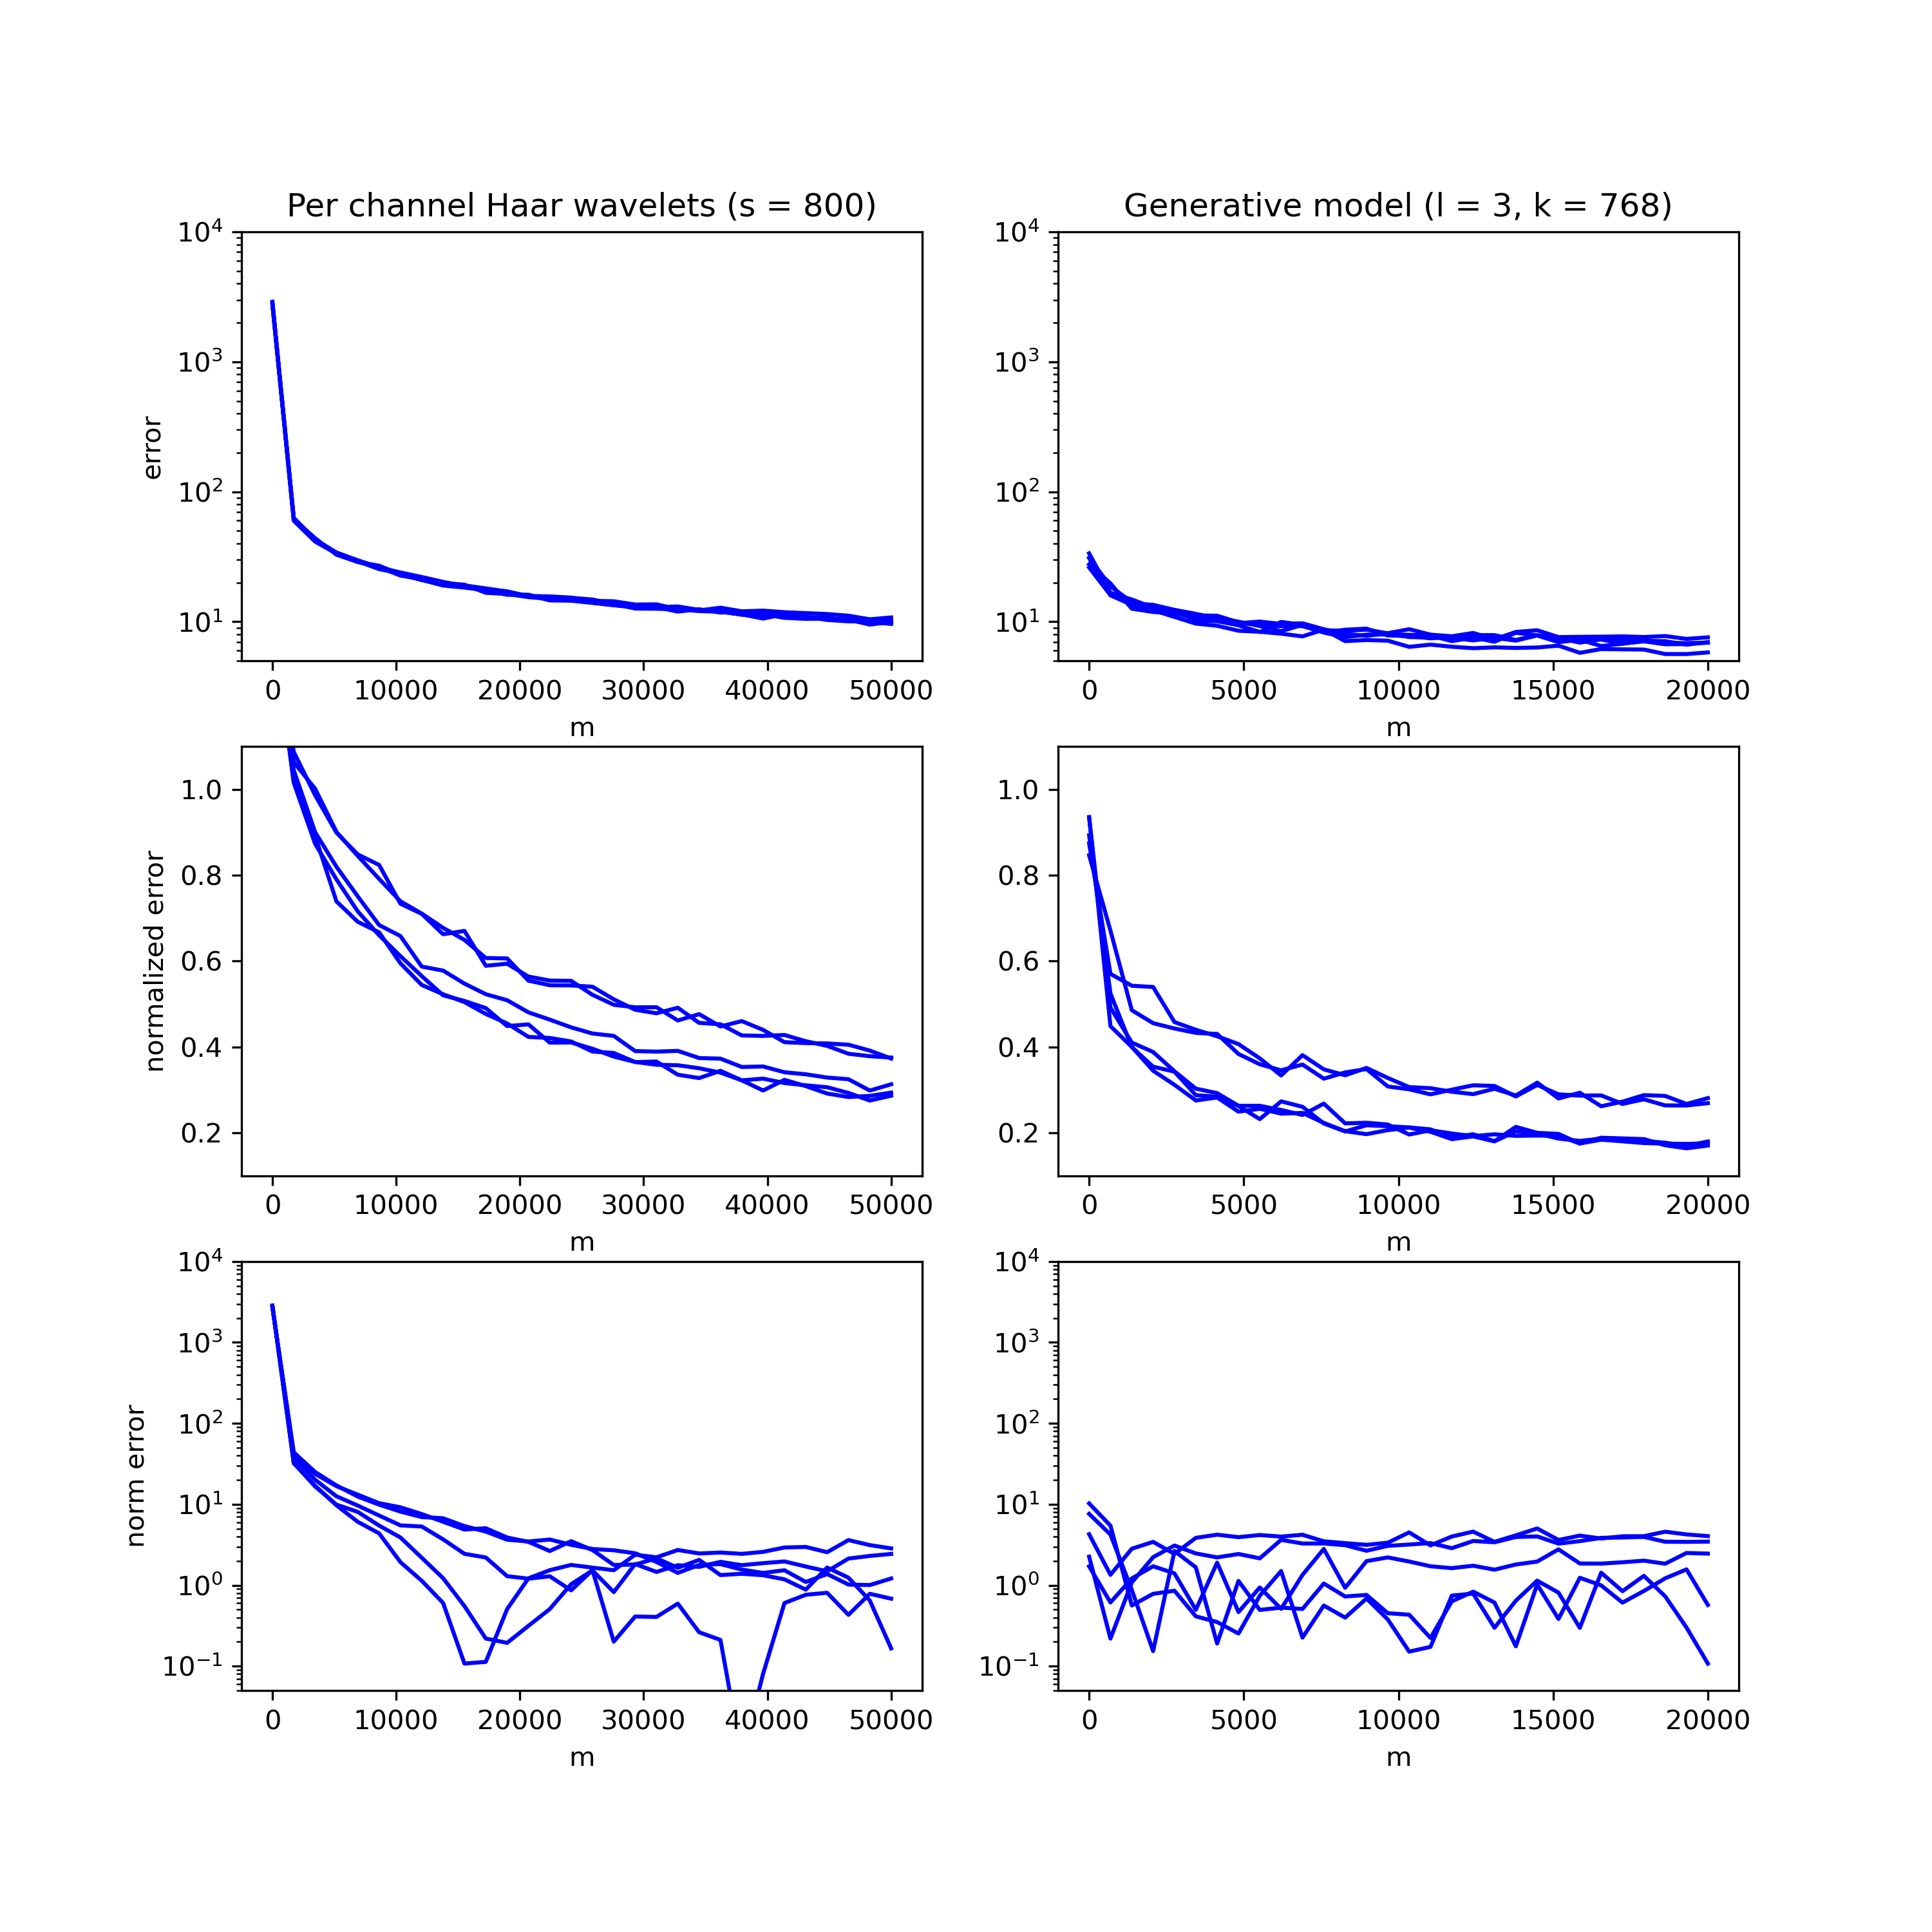 Per channel Haar wavelets (s = 800)
Generative model (l = 3, k = 768)
error
10⁴
10³
10²
10¹
0 10000 20000 30000 40000 50000
m
10⁴
10³
10²
10¹
0 5000 10000 15000 20000
m
normalized error
1.0
0.8
0.6
0.4
0.2
0 10000 20000 30000 40000 50000
m
1.0
0.8
0.6
0.4
0.2
0 5000 10000 15000 20000
m
norm error
10⁴
10³
10²
10¹
10⁰
10⁻¹
0 10000 20000 30000 40000 50000
m
10⁴
10³
10²
10¹
10⁰
10⁻¹
0 5000 10000 15000 20000
m